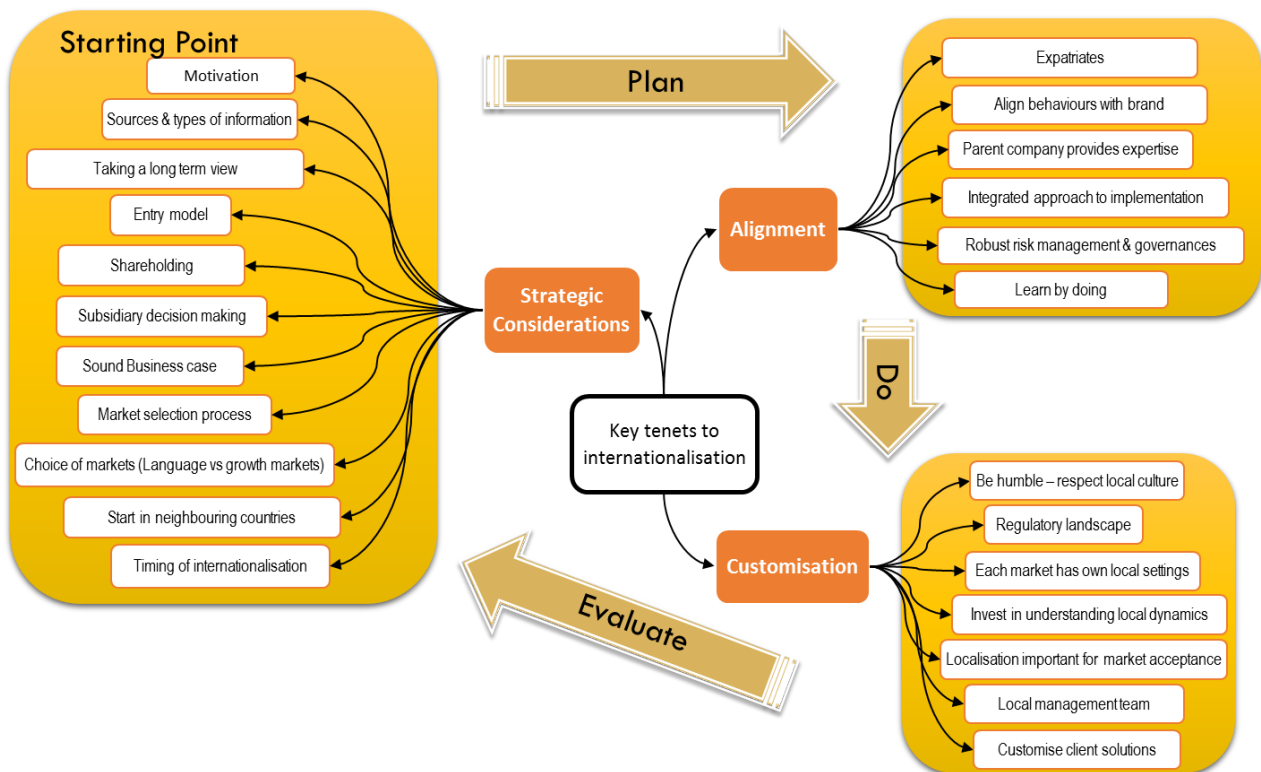 Starting Point
Motivation
Sources & types of information
Taking a long term view
Entry model
Shareholding
Subsidiary decision making
Sound Business case
Market selection process
Choice of markets (Language vs growth markets)
Start in neighbouring countries
Timing of internationalisation
Plan
Strategic
Considerations
Key tenets to
internationalisation
Alignment
Expatriates
Align behaviours with brand
Parent company provides expertise
Integrated approach to implementation
Robust risk management & governances
Learn by doing
Do
Customisation
Be humble – respect local culture
Regulatory landscape
Each market has own local settings
Invest in understanding local dynamics
Localisation important for market acceptance
Local management team
Customise client solutions
Evaluate